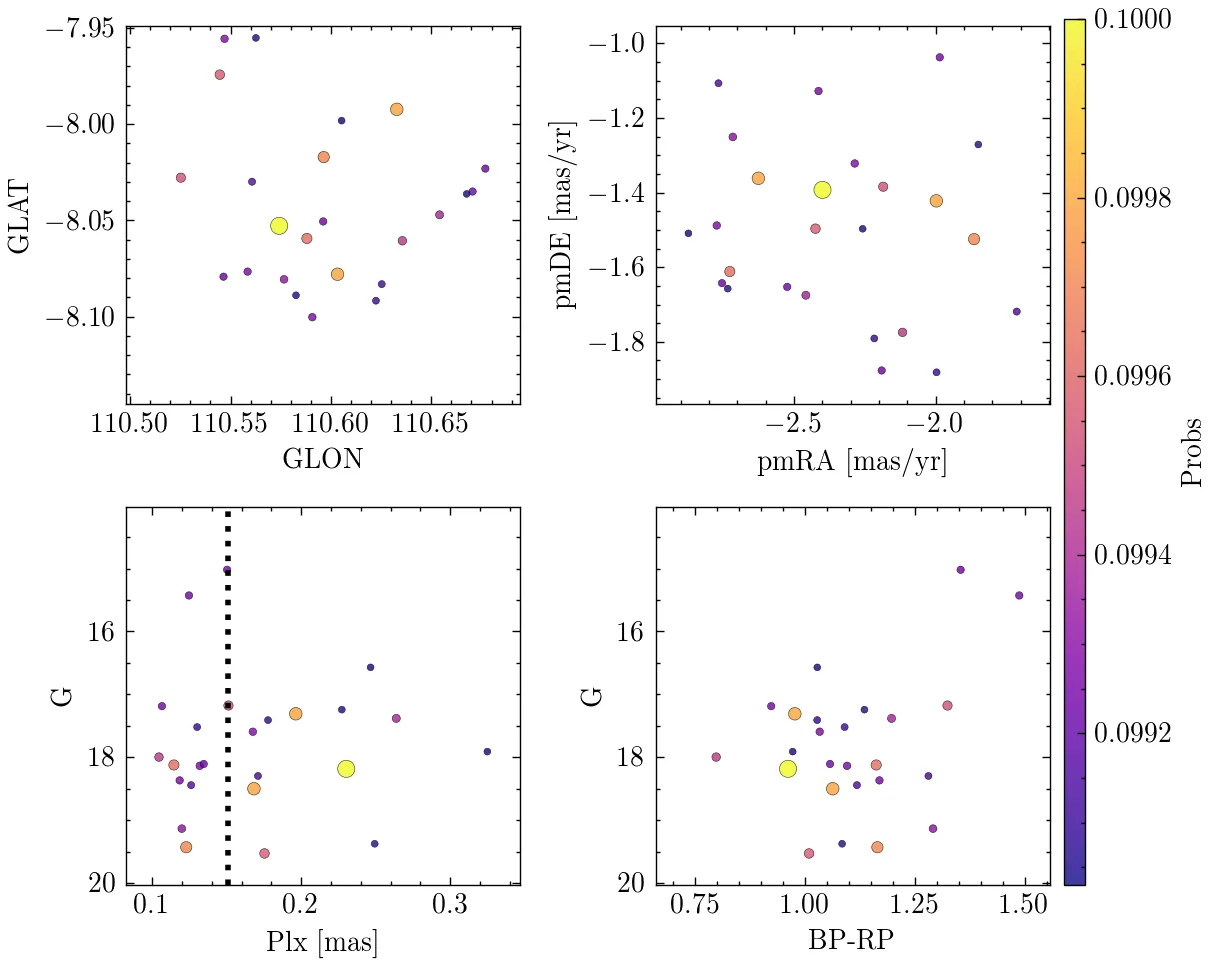 −7.95
−8.00
−8.05
−8.10
GLAT
110.50 110.55 110.60 110.65
GLON
−1.0
−1.2
−1.4
−1.6
−1.8
pmDE [mas/yr]
−2.5 −2.0
pmRA [mas/yr]
16
18
20
G
0.1 0.2 0.3
Plx [mas]
16
18
20
G
0.75 1.00 1.25 1.50
BP-RP
0.1000
0.0998
0.0996
0.0994
0.0992
Probs